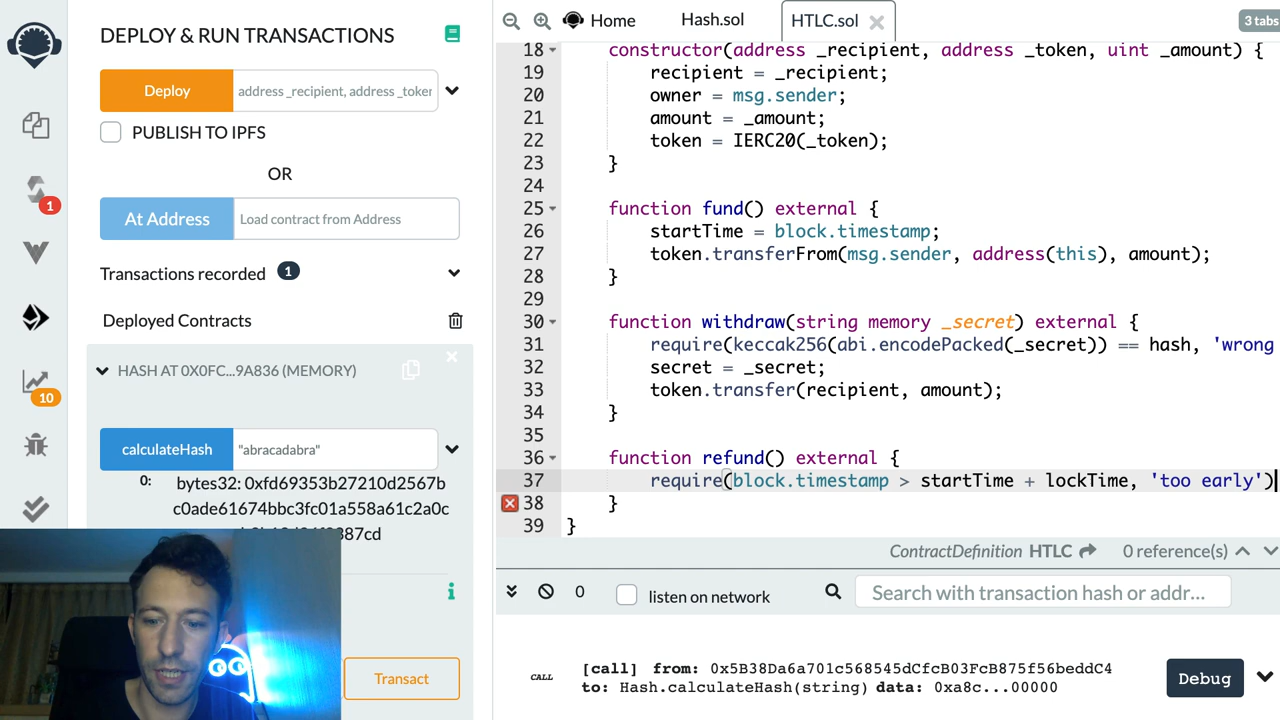 DEPLOY & RUN TRANSACTIONS
Deploy
address _recipient, address _token
PUBLISH TO IPFS
OR
At Address
Load contract from Address
Transactions recorded 1
Deployed Contracts
HASH AT 0X0FC...9A836 (MEMORY)
calculateHash
"abracadabra"
0:
bytes32: 0xfd69353b27210d2567b
c0ade61674bbc3fc01a558a61c2a0c
387cd
Transact
1
10
Home
Hash.sol
HTLC.sol
3 tabs
18 constructor(address _recipient, address _token, uint _amount) {
19 recipient = _recipient;
20 owner = msg.sender;
21 amount = _amount;
22 token = IERC20(_token);
23 }
24
25 function fund() external {
26 startTime = block.timestamp;
27 token.transferFrom(msg.sender, address(this), amount);
28 }
29
30 function withdraw(string memory _secret) external {
31 require(keccak256(abi.encodePacked(_secret)) == hash, 'wrong
32 secret = _secret;
33 token.transfer(recipient, amount);
34 }
35
36 function refund() external {
37 require(block.timestamp > startTime + lockTime, 'too early')
38 }
39 }
ContractDefinition HTLC 0 reference(s)
0
listen on network
Search with transaction hash or addr...
CALL
[call] from: 0x5B38Da6a701c568545dCfcB03FcB875f56beddC4
to: Hash.calculateHash(string) data: 0xa8c...00000
Debug